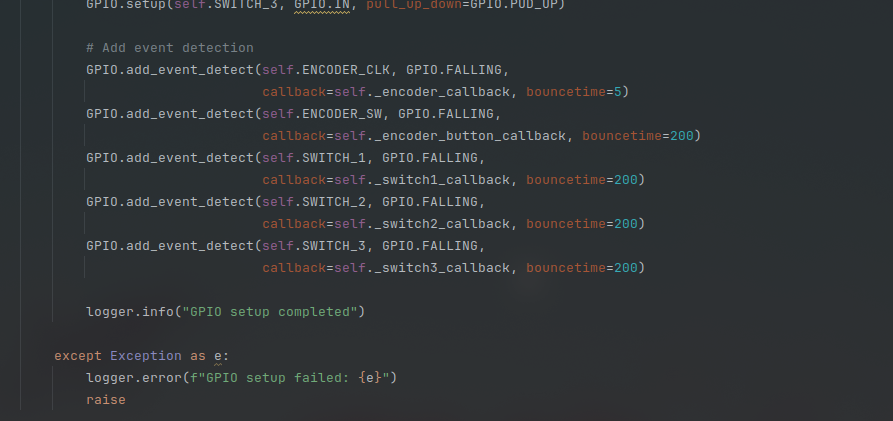 GPIO.setup(self.SWITCH_3, GPIO.IN, pull_up_down=GPIO.PUD_UP)
# Add event detection
GPIO.add_event_detect(self.ENCODER_CLK, GPIO.FALLING,
callback=self._encoder_callback, bouncetime=5)
GPIO.add_event_detect(self.ENCODER_SW, GPIO.FALLING,
callback=self._encoder_button_callback, bouncetime=200)
GPIO.add_event_detect(self.SWITCH_1, GPIO.FALLING,
callback=self._switch1_callback, bouncetime=200)
GPIO.add_event_detect(self.SWITCH_2, GPIO.FALLING,
callback=self._switch2_callback, bouncetime=200)
GPIO.add_event_detect(self.SWITCH_3, GPIO.FALLING,
callback=self._switch3_callback, bouncetime=200)
logger.info("GPIO setup completed")
except Exception as e:
logger.error(f"GPIO setup failed: {e}")
raise